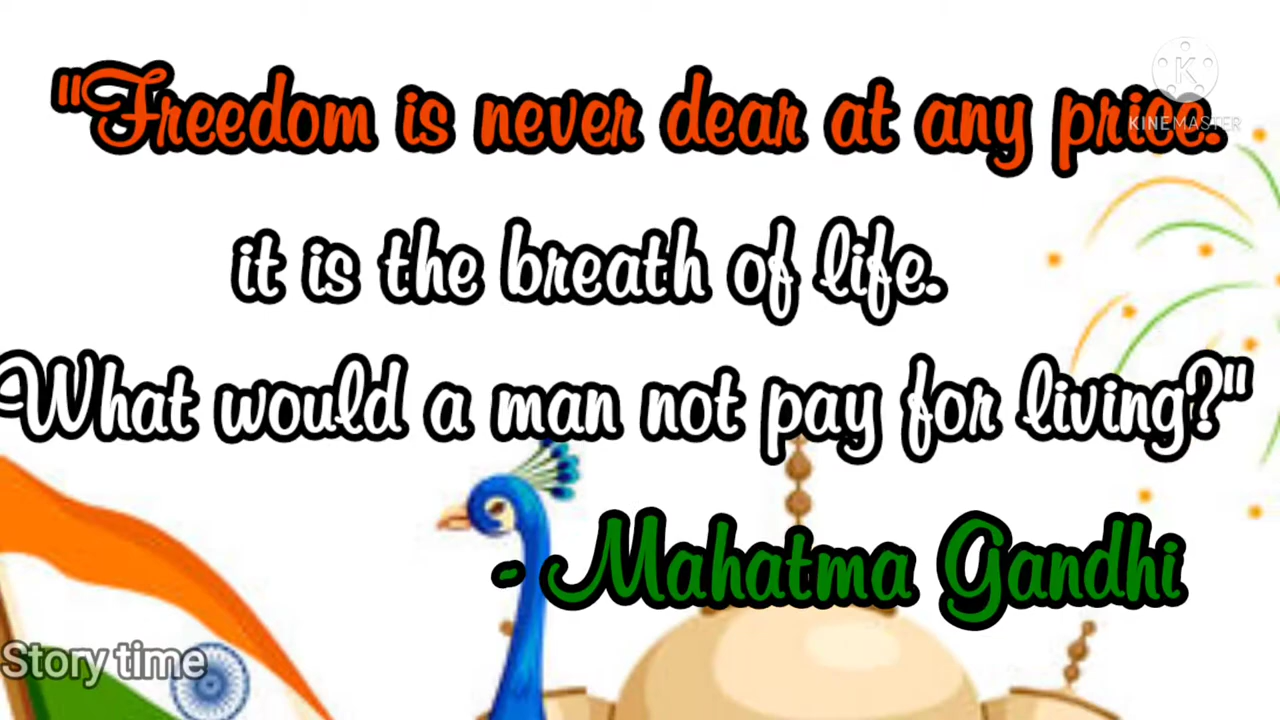 "Freedom is never dear at any price.
KINEMASTER
it is the breath of life.
What would a man not pay for living?"
- Mahatma Gandhi
Story time